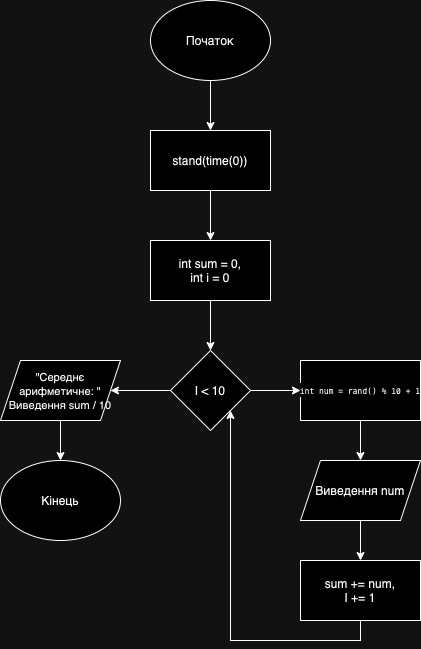 Початок
stand(time(0))
int sum = 0,
int i = 0
I < 10
"Середнє
арифметичне: "
Виведення sum / 10
Кінець
int num = rand() % 10 + 1
Виведення num
sum += num,
I += 1